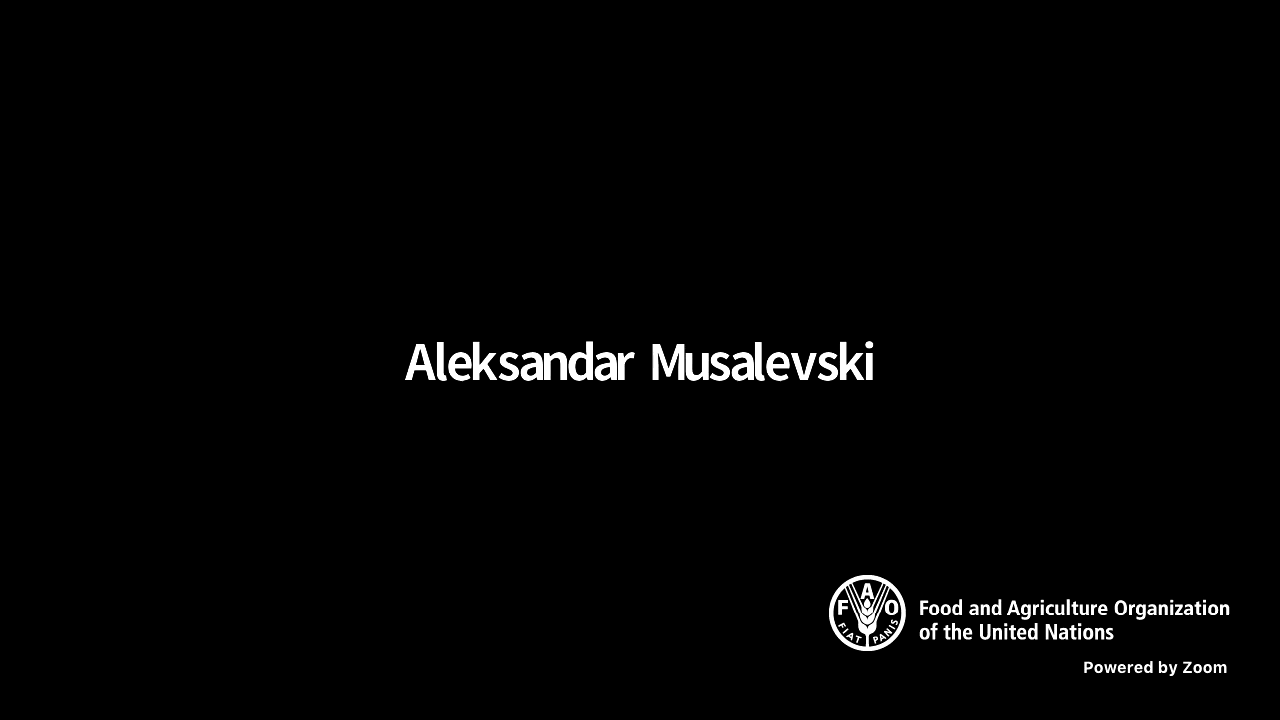 Aleksandar Musalevski
F A O
FIAT PANIS
Food and Agriculture Organization
of the United Nations
Powered by Zoom